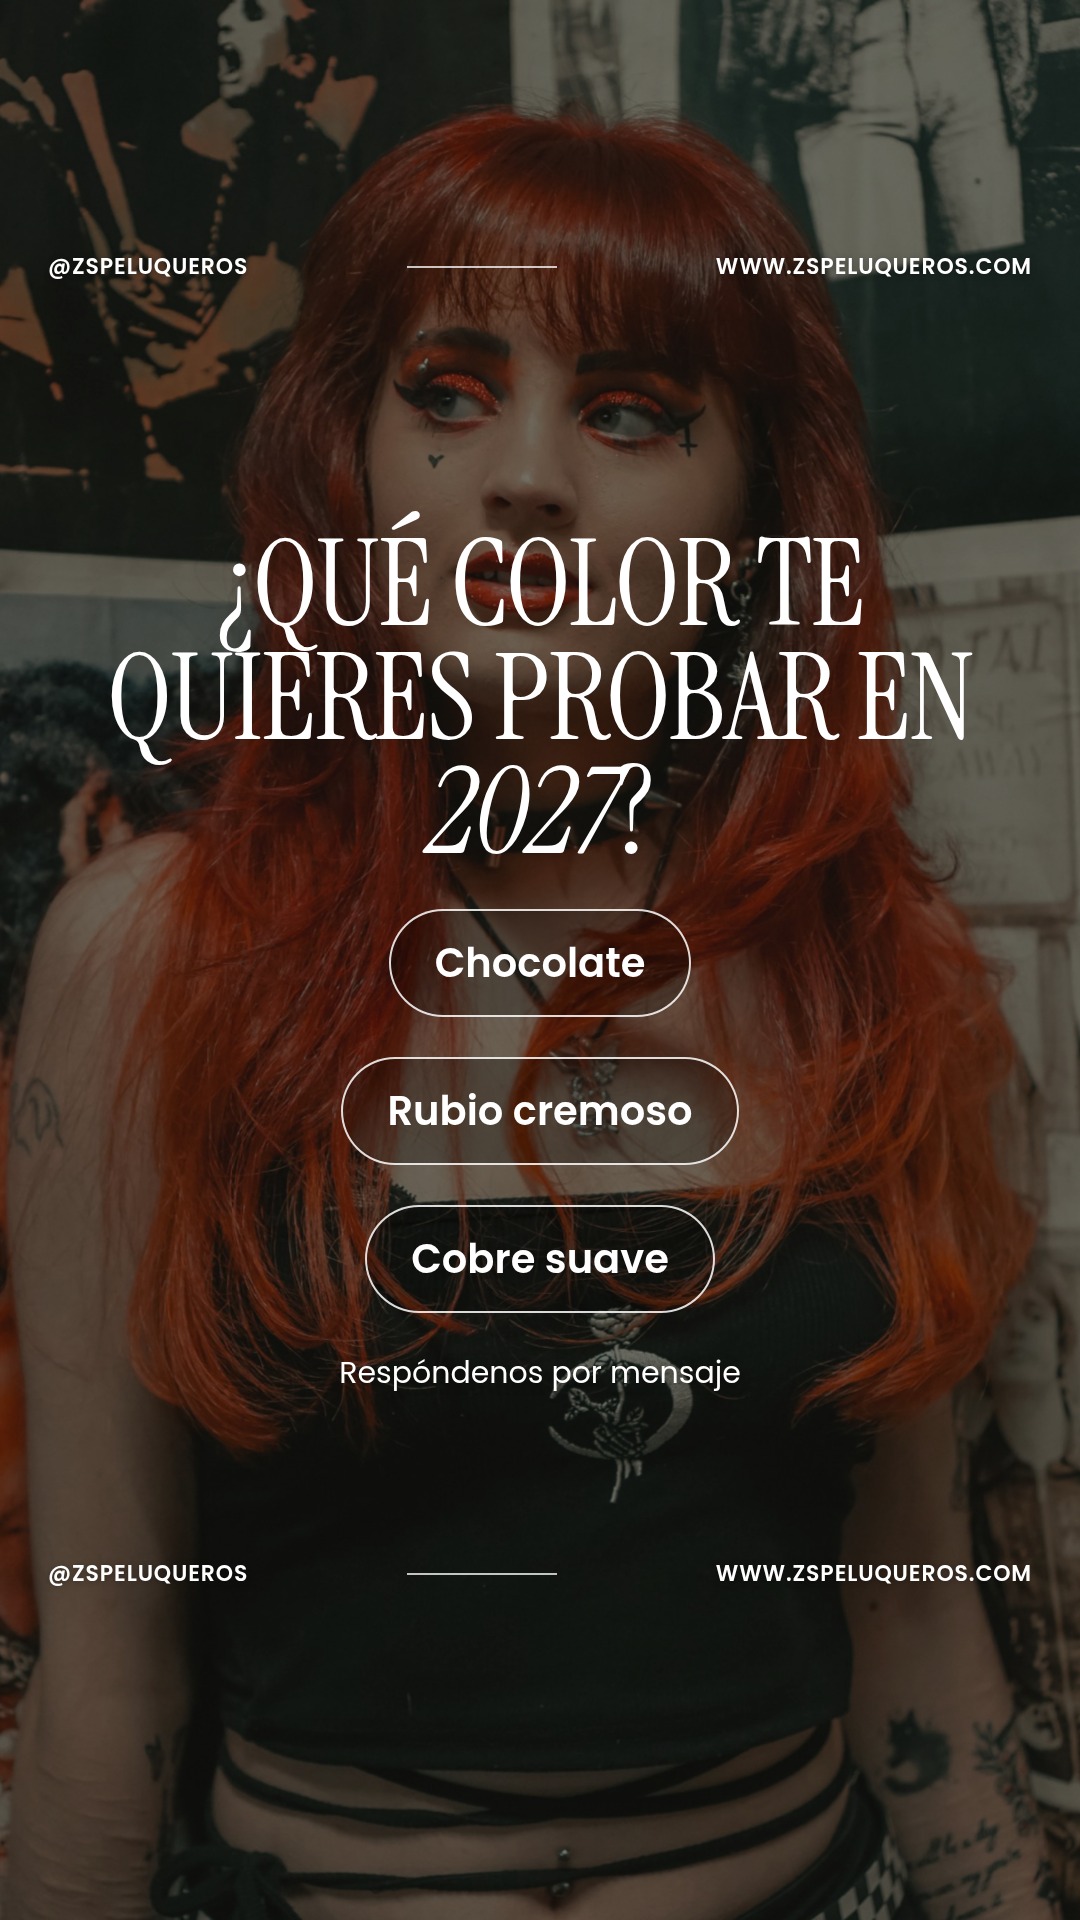 @ZSPELUQUEROS
WWW.ZSPELUQUEROS.COM
¿QUÉ COLOR TE
QUIERES PROBAR EN
2027?
Chocolate
Rubio cremoso
Cobre suave
Respóndenos por mensaje
@ZSPELUQUEROS
WWW.ZSPELUQUEROS.COM